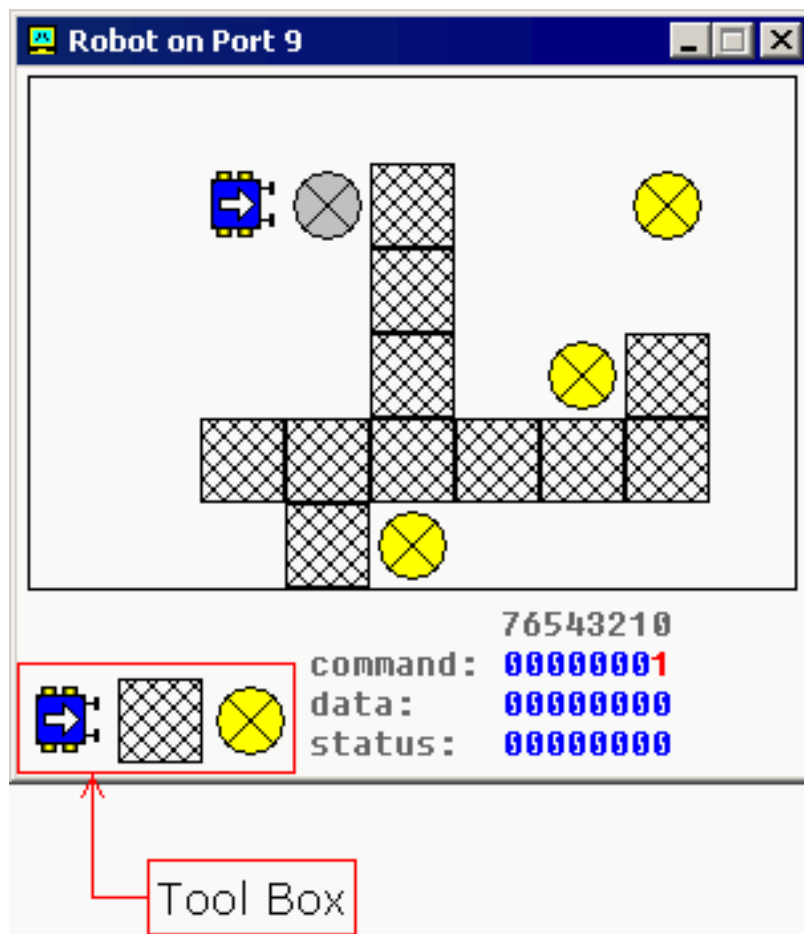 Robot on Port 9
76543210
command: 00000001
data: 00000000
status: 00000000
Tool Box